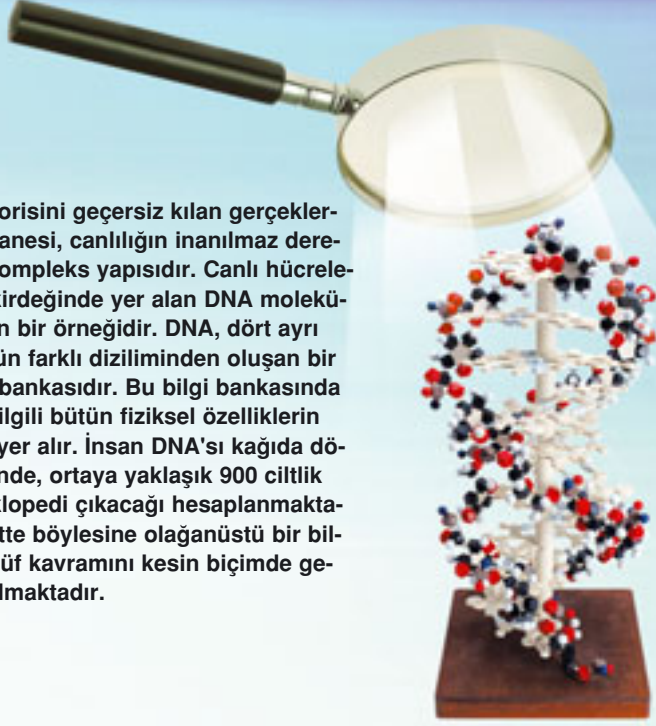 orisini geçersiz kılan gerçekler-
anesi, canlılığın inanılmaz dere-
ompleks yapısıdır. Canlı hücrele-
kirdeğinde yer alan DNA molekü-
n bir örneğidir. DNA, dört ayrı
ün farklı diziliminden oluşan bir
bankasıdır. Bu bilgi bankasında
ilgili bütün fiziksel özelliklerin
yer alır. İnsan DNA'sı kağıda dö-
nde, ortaya yaklaşık 900 ciltlik
klopedi çıkacağı hesaplanmakta-
tte böylesine olağanüstü bir bil-
üf kavramını kesin biçimde ge-
lmaktadır.